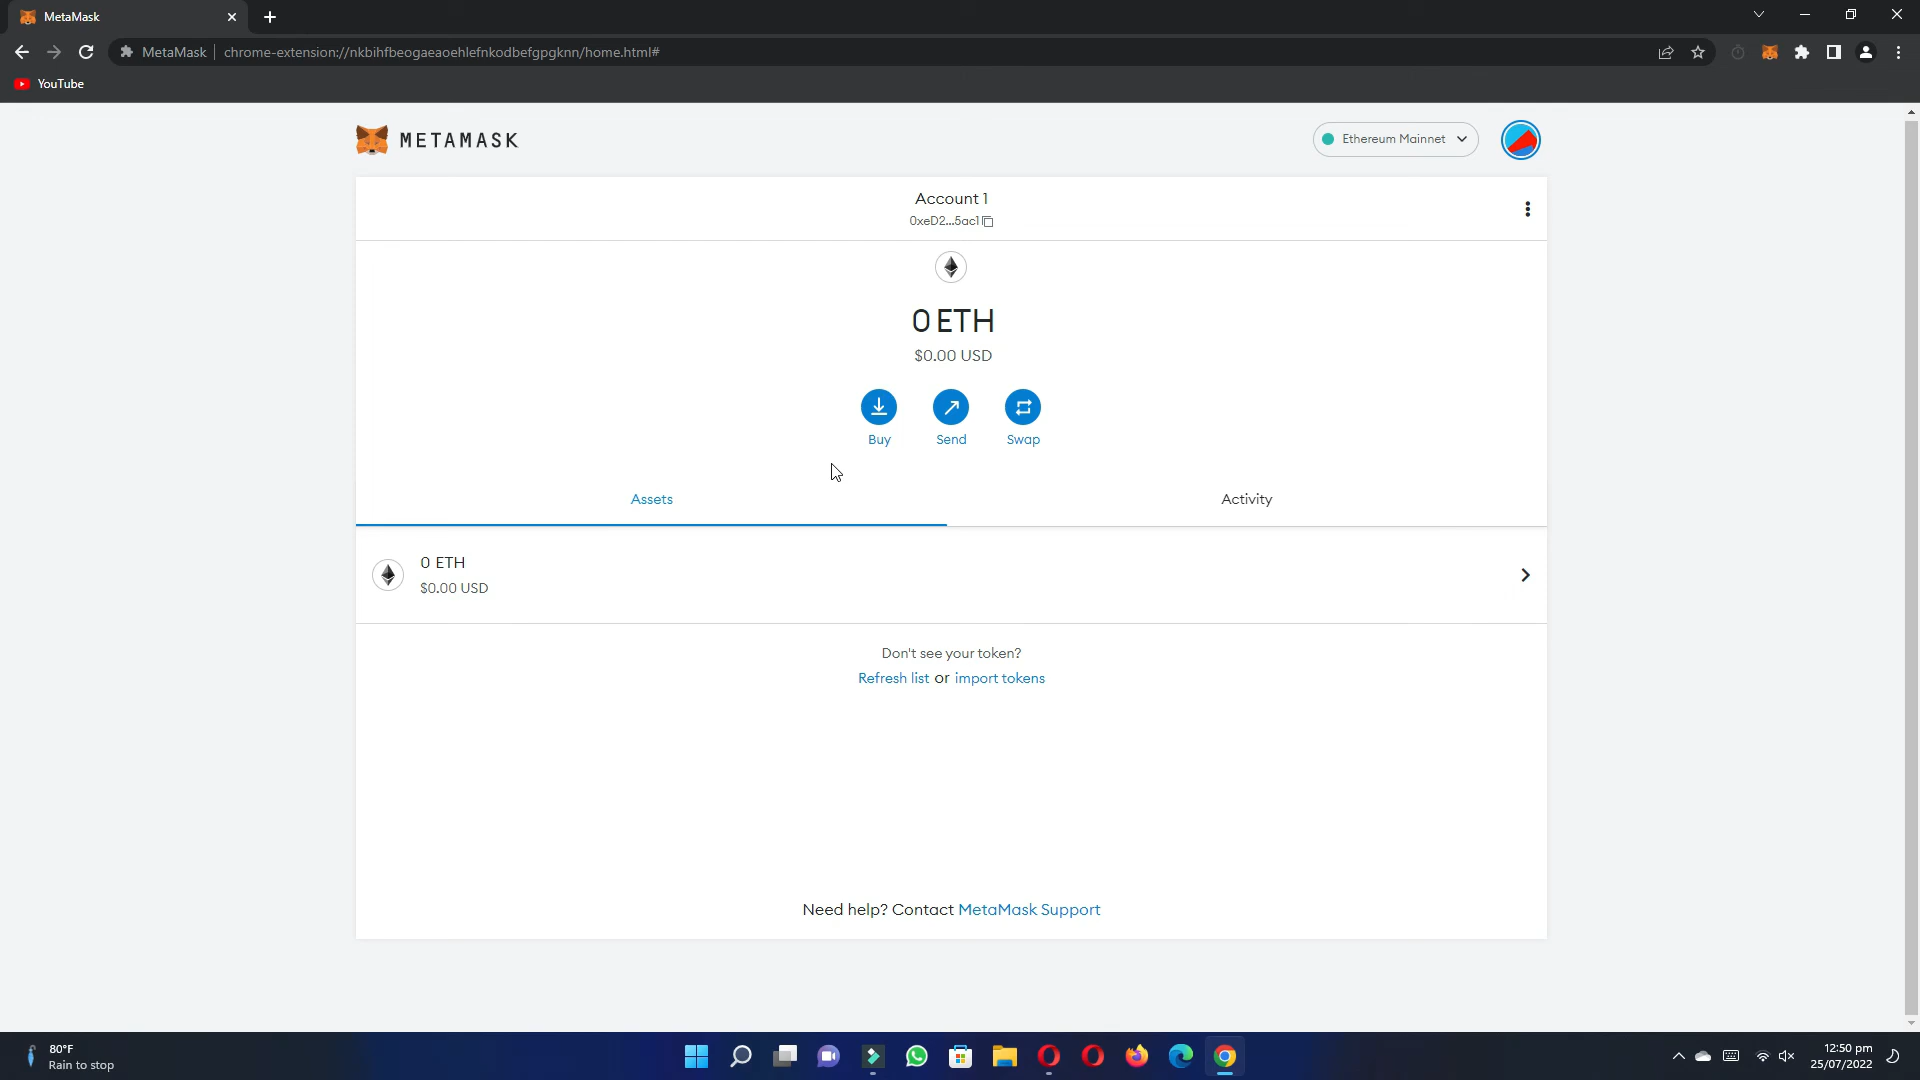 MetaMask
MetaMask | chrome-extension://nkbihfbeogaeaoehlefnkodbefgpgknn/home.html#
YouTube
METAMASK
Ethereum Mainnet
Account 1
0xeD2...5ac1
0 ETH
$0.00 USD
Buy
Send
Swap
Assets
Activity
0 ETH
$0.00 USD
Don't see your token?
Refresh list or import tokens
Need help? Contact MetaMask Support
80°F
Rain to stop
12:50 pm
25/07/2022